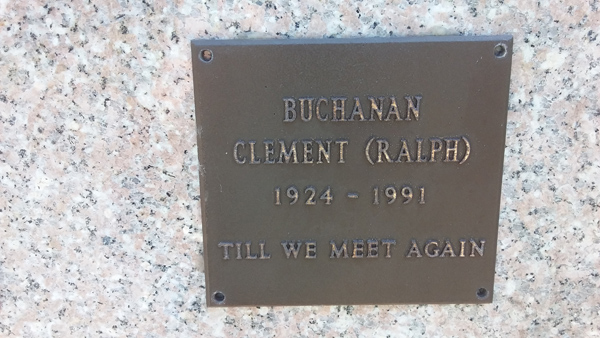 BUCHANAN
CLEMENT (RALPH)
1924 - 1991
TILL WE MEET AGAIN